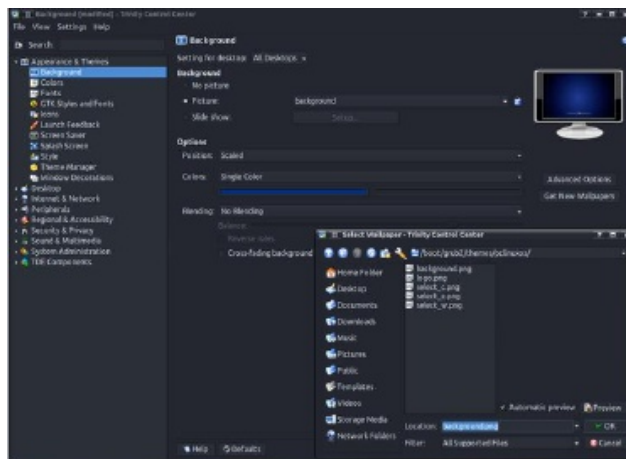 Background [modified] - Trinity Control Center
File View Settings Help
Search
Appearance & Themes
Background
Colors
Fonts
GTK Styles and Fonts
Icons
Launch Feedback
Screen Saver
Splash Screen
Style
Theme Manager
Window Decorations
Desktop
Internet & Network
Peripherals
Regional & Accessibility
Security & Privacy
Sound & Multimedia
System Administration
TDE Components
Background
Setting for desktop: All Desktops
Background
No picture
Picture: background
Slide show: Setup...
Options
Position: Scaled
Colors: Single Color
Advanced Options
Get New Wallpapers
Blending: No Blending
Balance:
Reverse roles
Cross-fading background
Help Defaults
Select Wallpaper - Trinity Control Center
/boot/grub2/themes/pclinuxos/
Home Folder
Desktop
Documents
Downloads
Music
Pictures
Public
Templates
Videos
Storage Media
Network Folders
background.png
logo.png
select_c.png
select_e.png
select_w.png
Automatic preview Preview
Location: background.png OK
Filter: All Supported Files Cancel